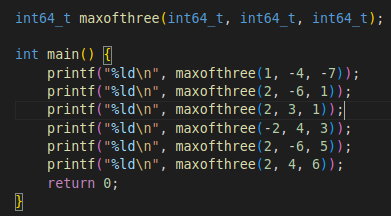 int64_t maxofthree(int64_t, int64_t, int64_t);

int main() {
    printf("%ld\n", maxofthree(1, -4, -7));
    printf("%ld\n", maxofthree(2, -6, 1));
    printf("%ld\n", maxofthree(2, 3, 1));
    printf("%ld\n", maxofthree(-2, 4, 3));
    printf("%ld\n", maxofthree(2, -6, 5));
    printf("%ld\n", maxofthree(2, 4, 6));
    return 0;
}